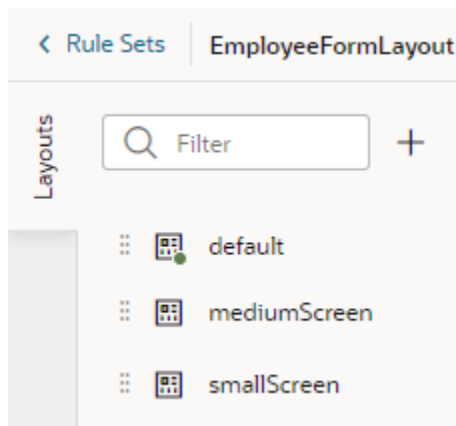 Rule Sets EmployeeFormLayout
Layouts
Filter
default
mediumScreen
smallScreen